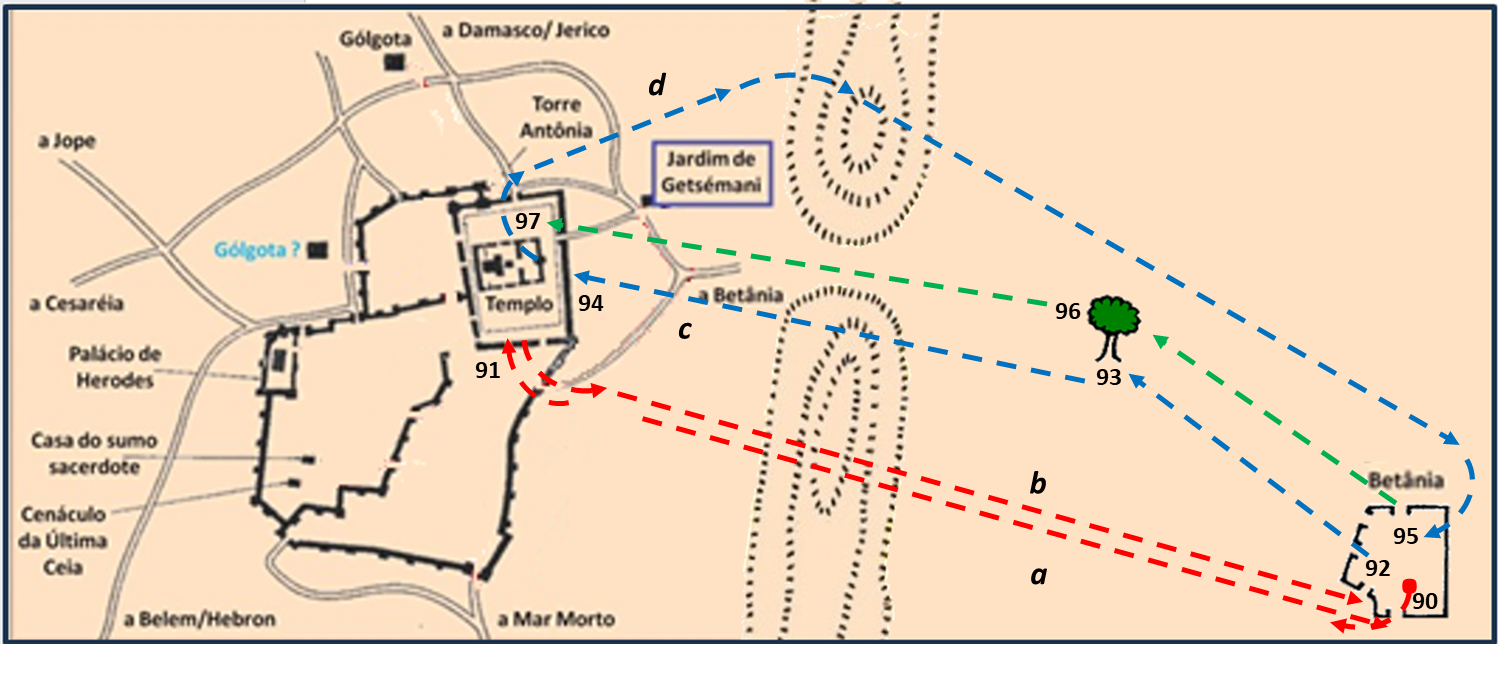 a Damasco/ Jerico
Gólgota
d
Torre
Antônia
a Jope
Jardim de
Getsémani
97
Gólgota ?
a Cesaréia
Templo
94
a Betânia
c
96
93
91
Palácio de
Herodes
Casa do sumo
sacerdote
Cenáculo
da Última
Ceia
b
a
Betânia
95
92
90
a Belem/Hebron
a Mar Morto